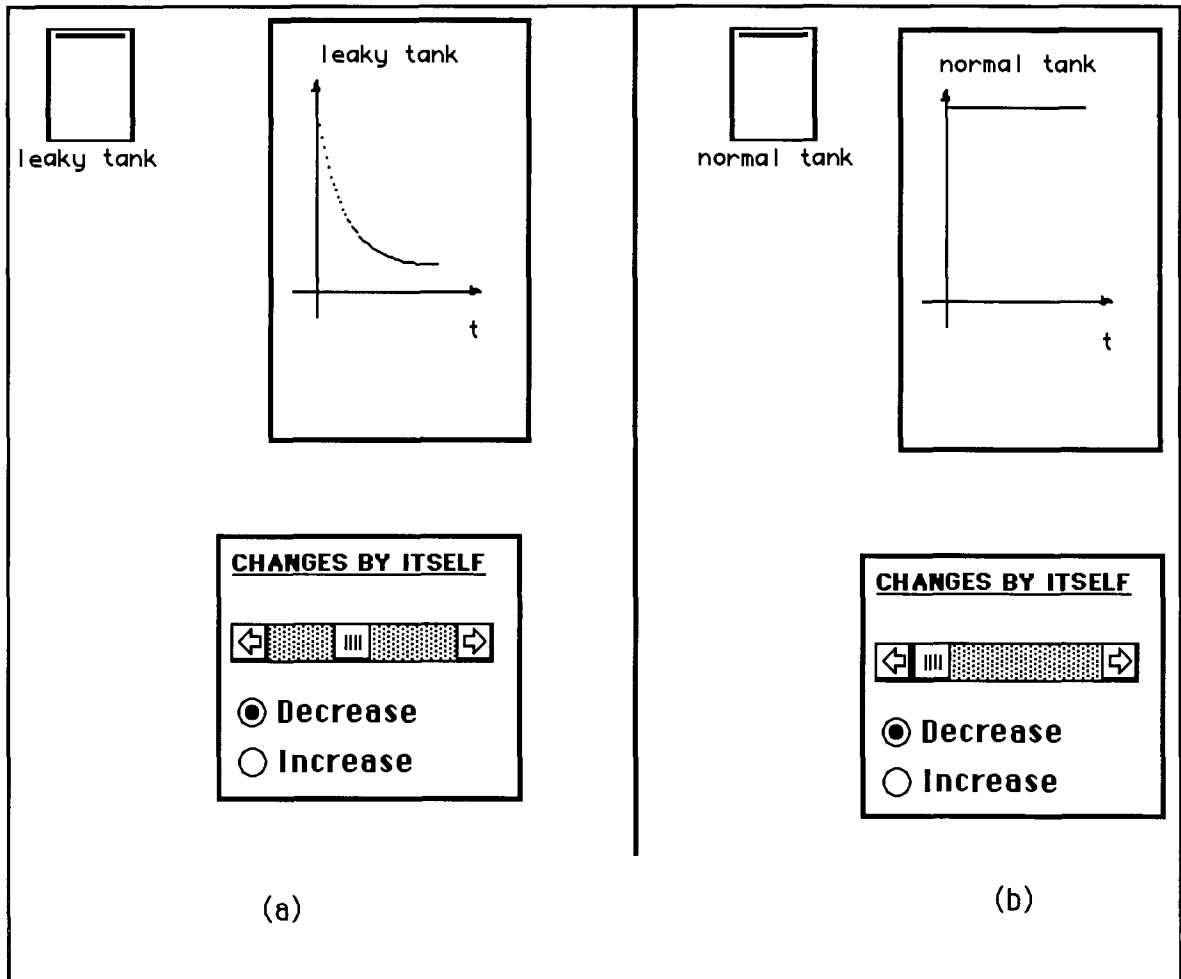 leaky tank
leaky tank
t
CHANGES BY ITSELF
Decrease
Increase
(a)
normal tank
normal tank
t
CHANGES BY ITSELF
Decrease
Increase
(b)